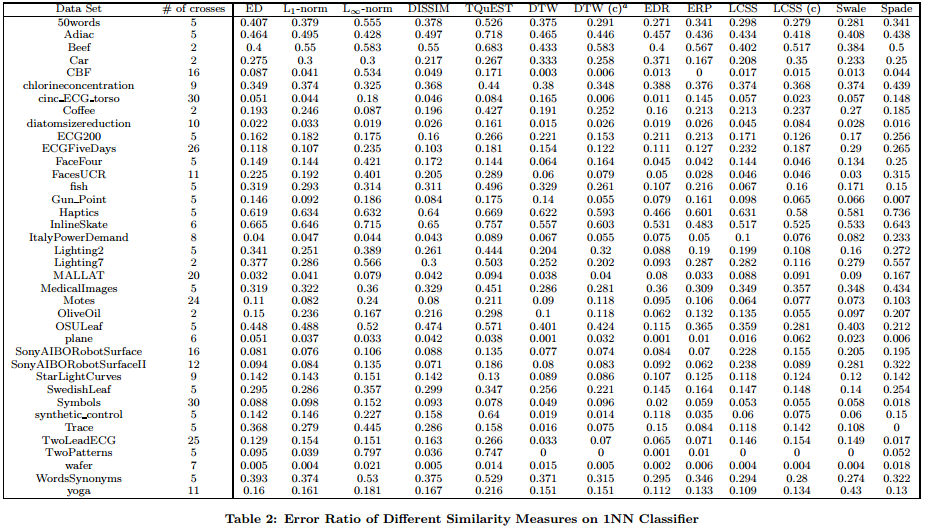 Data Set # of crosses ED L1-norm L∞-norm DISSIM TQuEST DTW DTW (c)a EDR ERP LCSS LCSS (c) Swale Spade
50words 5 0.407 0.379 0.555 0.378 0.526 0.375 0.291 0.271 0.341 0.298 0.279 0.281 0.341
Adiac 5 0.464 0.495 0.428 0.497 0.718 0.465 0.446 0.457 0.436 0.434 0.418 0.408 0.438
Beef 2 0.4 0.55 0.583 0.55 0.683 0.433 0.583 0.4 0.567 0.402 0.517 0.384 0.5
Car 2 0.275 0.3 0.3 0.217 0.267 0.333 0.258 0.371 0.167 0.208 0.35 0.233 0.25
CBF 16 0.087 0.041 0.534 0.049 0.171 0.003 0.006 0.013 0 0.017 0.015 0.013 0.044
chlorineconcentration 9 0.349 0.374 0.325 0.368 0.44 0.38 0.348 0.388 0.376 0.374 0.368 0.374 0.439
cinc_ECG_torso 30 0.051 0.044 0.18 0.046 0.084 0.165 0.006 0.011 0.145 0.057 0.023 0.057 0.148
Coffee 2 0.193 0.246 0.087 0.196 0.427 0.191 0.252 0.16 0.213 0.213 0.237 0.27 0.185
diatomsizereduction 10 0.022 0.033 0.019 0.026 0.161 0.015 0.026 0.019 0.026 0.045 0.084 0.028 0.016
ECG200 5 0.162 0.182 0.175 0.16 0.266 0.221 0.153 0.211 0.213 0.171 0.126 0.17 0.256
ECGFiveDays 26 0.118 0.107 0.235 0.103 0.181 0.154 0.122 0.111 0.127 0.232 0.187 0.29 0.265
FaceFour 5 0.149 0.144 0.421 0.172 0.144 0.064 0.164 0.045 0.042 0.144 0.046 0.134 0.25
FacesUCR 11 0.225 0.192 0.401 0.205 0.289 0.06 0.079 0.05 0.028 0.046 0.046 0.03 0.315
fish 5 0.319 0.293 0.314 0.311 0.496 0.329 0.261 0.107 0.216 0.067 0.16 0.171 0.15
Gun_Point 5 0.146 0.092 0.186 0.084 0.175 0.14 0.055 0.079 0.161 0.098 0.065 0.066 0.007
Haptics 5 0.619 0.634 0.632 0.64 0.669 0.622 0.593 0.466 0.601 0.631 0.58 0.581 0.736
InlineSkate 6 0.665 0.646 0.715 0.65 0.757 0.557 0.603 0.531 0.483 0.517 0.525 0.533 0.643
ItalyPowerDemand 8 0.04 0.047 0.044 0.043 0.089 0.067 0.055 0.075 0.05 0.1 0.076 0.082 0.233
Lighting2 5 0.341 0.251 0.389 0.261 0.444 0.204 0.32 0.088 0.19 0.199 0.108 0.16 0.272
Lighting7 2 0.377 0.286 0.566 0.3 0.503 0.252 0.202 0.093 0.287 0.282 0.116 0.279 0.557
MALLAT 20 0.032 0.041 0.079 0.042 0.094 0.038 0.04 0.08 0.033 0.088 0.091 0.09 0.167
MedicalImages 5 0.319 0.322 0.36 0.329 0.451 0.286 0.281 0.36 0.309 0.349 0.357 0.348 0.434
Motes 24 0.11 0.082 0.24 0.08 0.211 0.09 0.118 0.095 0.106 0.064 0.077 0.073 0.103
OliveOil 2 0.15 0.236 0.167 0.216 0.298 0.1 0.118 0.062 0.132 0.135 0.055 0.097 0.207
OSULeaf 5 0.448 0.488 0.52 0.474 0.571 0.401 0.424 0.115 0.365 0.359 0.281 0.403 0.212
plane 6 0.051 0.037 0.033 0.042 0.038 0.001 0.032 0.001 0.01 0.016 0.062 0.023 0.006
SonyAIBORobotSurface 16 0.081 0.076 0.106 0.088 0.135 0.077 0.074 0.084 0.07 0.228 0.155 0.205 0.195
SonyAIBORobotSurfaceII 12 0.094 0.084 0.135 0.071 0.186 0.08 0.083 0.092 0.062 0.238 0.089 0.281 0.322
StarLightCurves 9 0.142 0.143 0.151 0.142 0.13 0.089 0.086 0.107 0.125 0.118 0.124 0.12 0.142
SwedishLeaf 5 0.295 0.286 0.357 0.299 0.347 0.256 0.221 0.145 0.164 0.147 0.148 0.14 0.254
Symbols 30 0.088 0.098 0.152 0.093 0.078 0.049 0.096 0.02 0.059 0.053 0.055 0.058 0.018
synthetic_control 5 0.142 0.146 0.227 0.158 0.64 0.019 0.014 0.118 0.035 0.06 0.075 0.06 0.15
Trace 5 0.368 0.279 0.445 0.286 0.158 0.016 0.075 0.15 0.084 0.118 0.142 0.108 0
TwoLeadECG 25 0.129 0.154 0.151 0.163 0.266 0.033 0.07 0.065 0.071 0.146 0.154 0.149 0.017
TwoPatterns 5 0.095 0.039 0.797 0.036 0.747 0 0 0.001 0.01 0 0 0 0.052
wafer 7 0.005 0.004 0.021 0.005 0.014 0.015 0.005 0.002 0.006 0.004 0.004 0.004 0.018
WordsSynonyms 5 0.393 0.374 0.53 0.375 0.529 0.371 0.315 0.295 0.346 0.294 0.28 0.274 0.322
yoga 11 0.16 0.161 0.181 0.167 0.216 0.151 0.151 0.112 0.133 0.109 0.134 0.43 0.13
Table 2: Error Ratio of Different Similarity Measures on 1NN Classifier